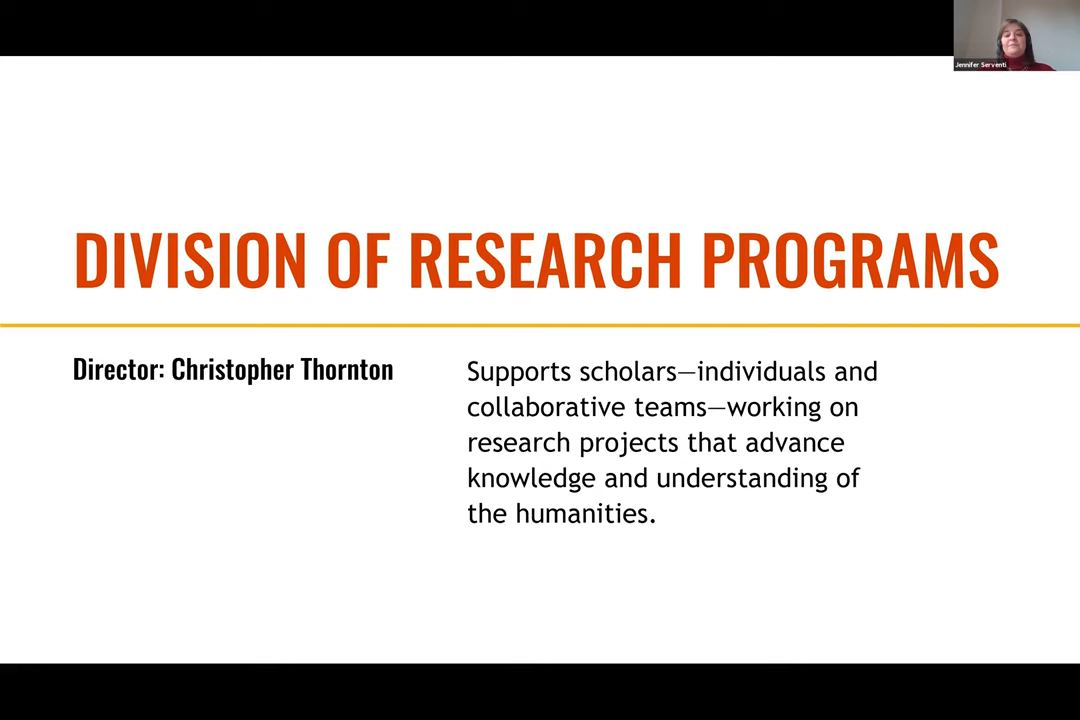 Jennifer Serventi
DIVISION OF RESEARCH PROGRAMS
Director: Christopher Thornton
Supports scholars—individuals and
collaborative teams—working on
research projects that advance
knowledge and understanding of
the humanities.